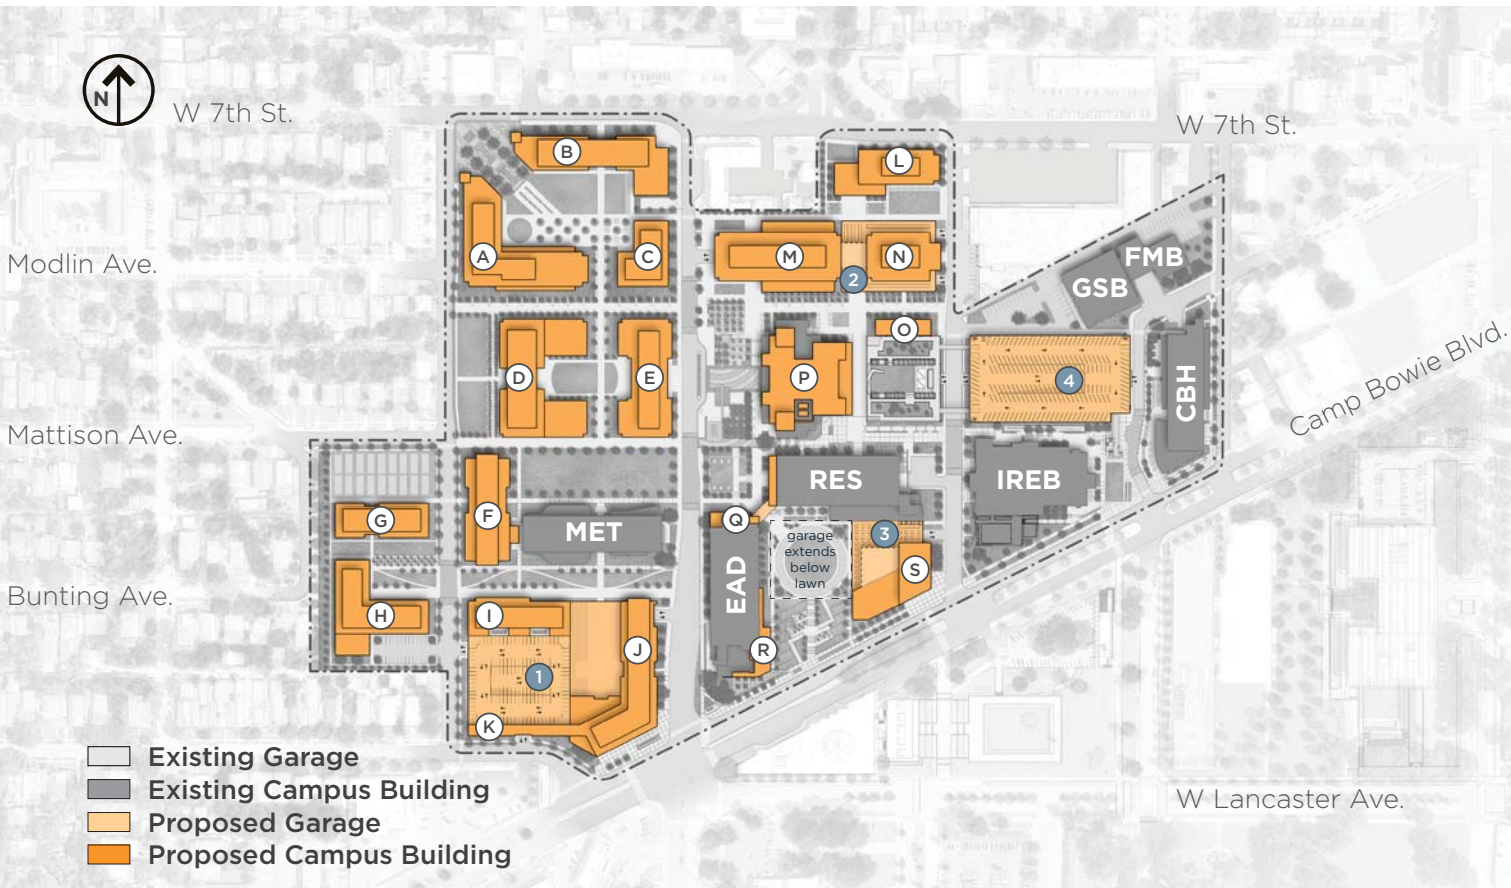 N
W 7th St.
W 7th St.
B
L
A
C
M
N
2
FMB
GSB
Modlin Ave.
O
D
E
P
4
CBH
Camp Bowie Blvd.
Mattison Ave.
RES
IREB
G
F
MET
Q
3
garage
extends
below
lawn
EAD
S
Bunting Ave.
H
I
J
R
1
K
Existing Garage
Existing Campus Building
Proposed Garage
Proposed Campus Building
W Lancaster Ave.